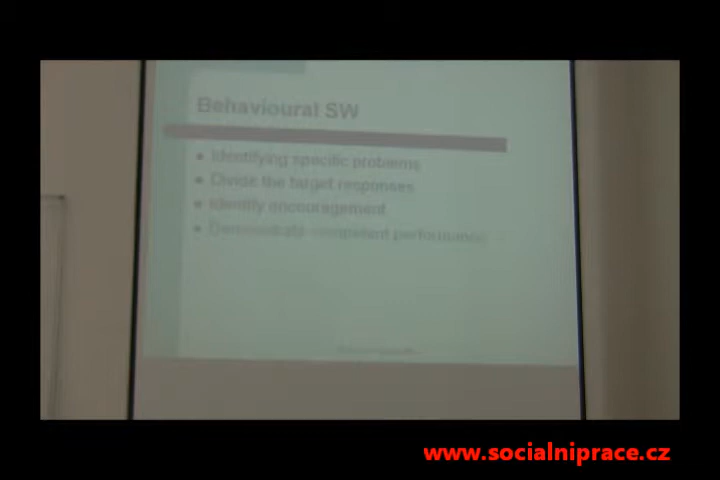 Behavioural SW
• Identifying specific problems
• Divide the target responses
• Identify encouragement
• Demonstrate competent performance
www.socialniprace.cz